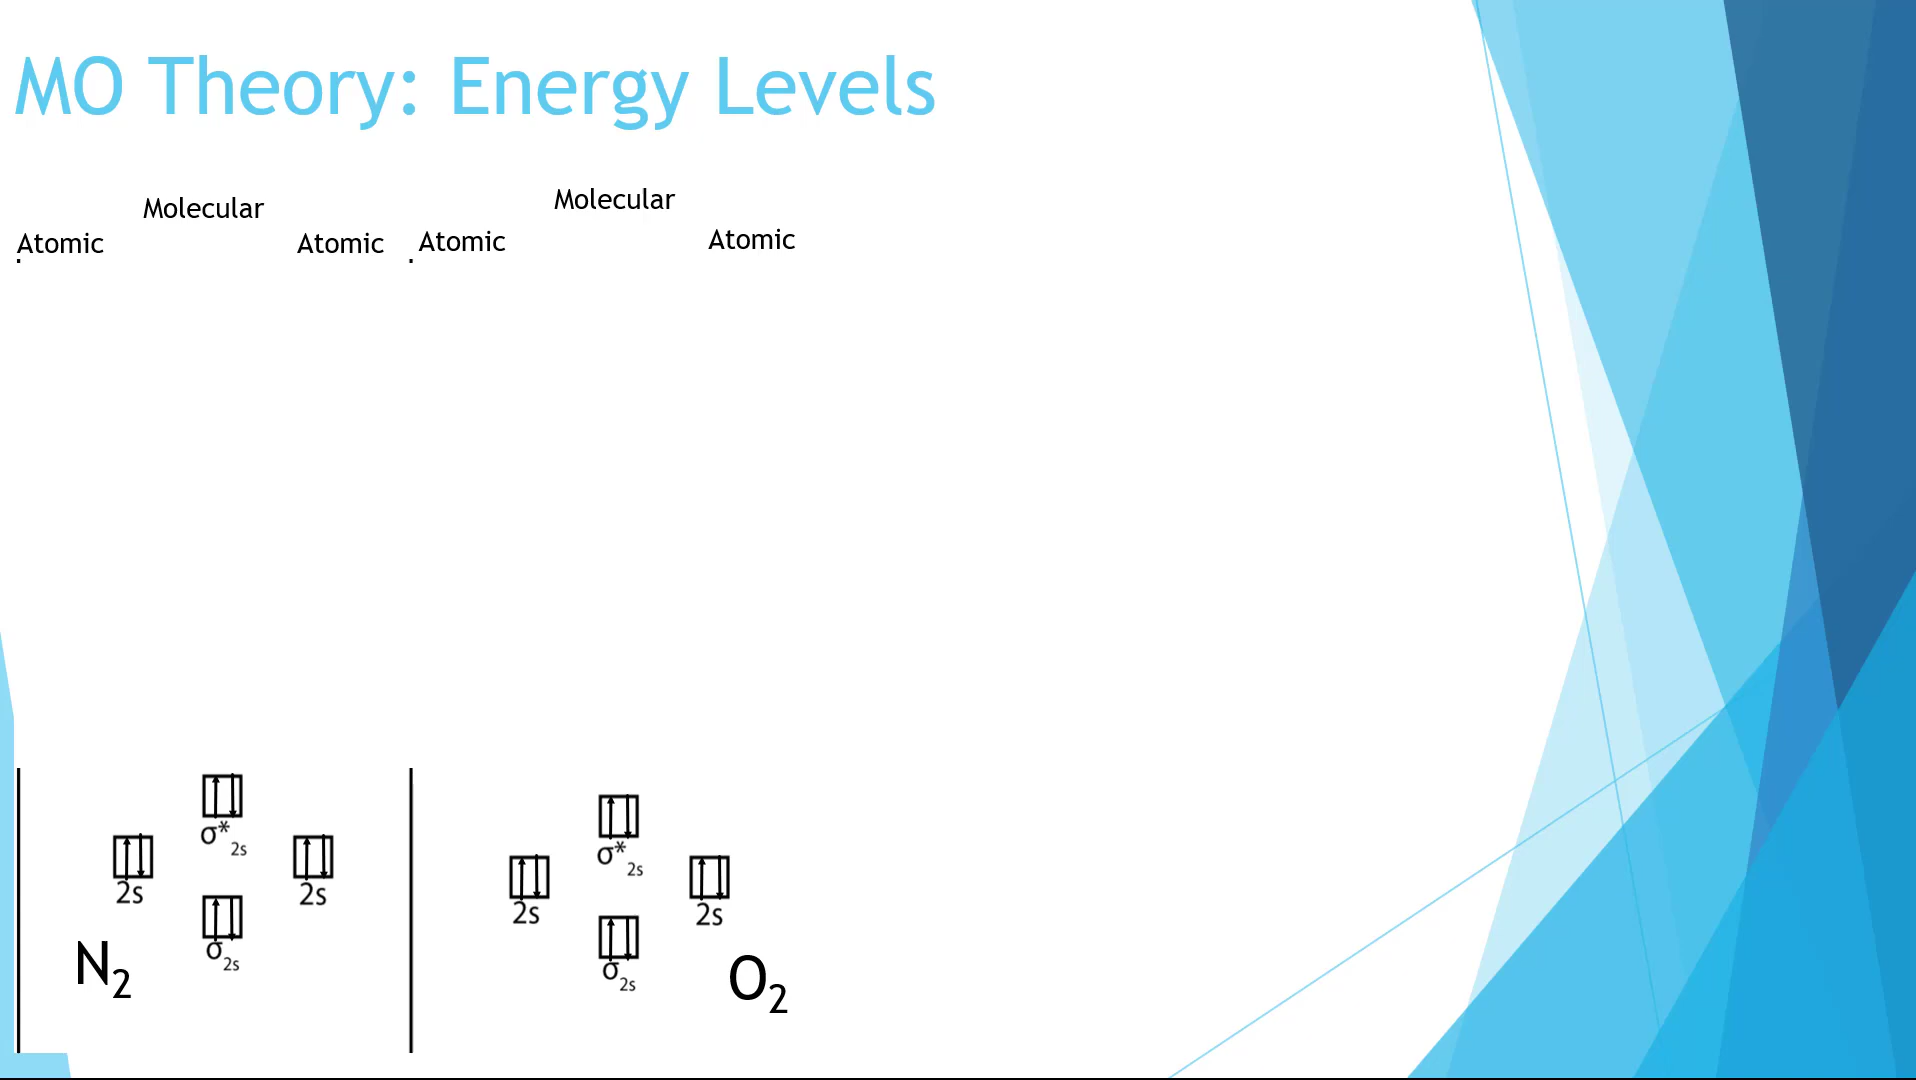 MO Theory: Energy Levels
Molecular
Atomic
Atomic
Molecular
Atomic
Atomic
σ*2s
2s
2s
σ2s
N2
σ*2s
2s
2s
σ2s
O2